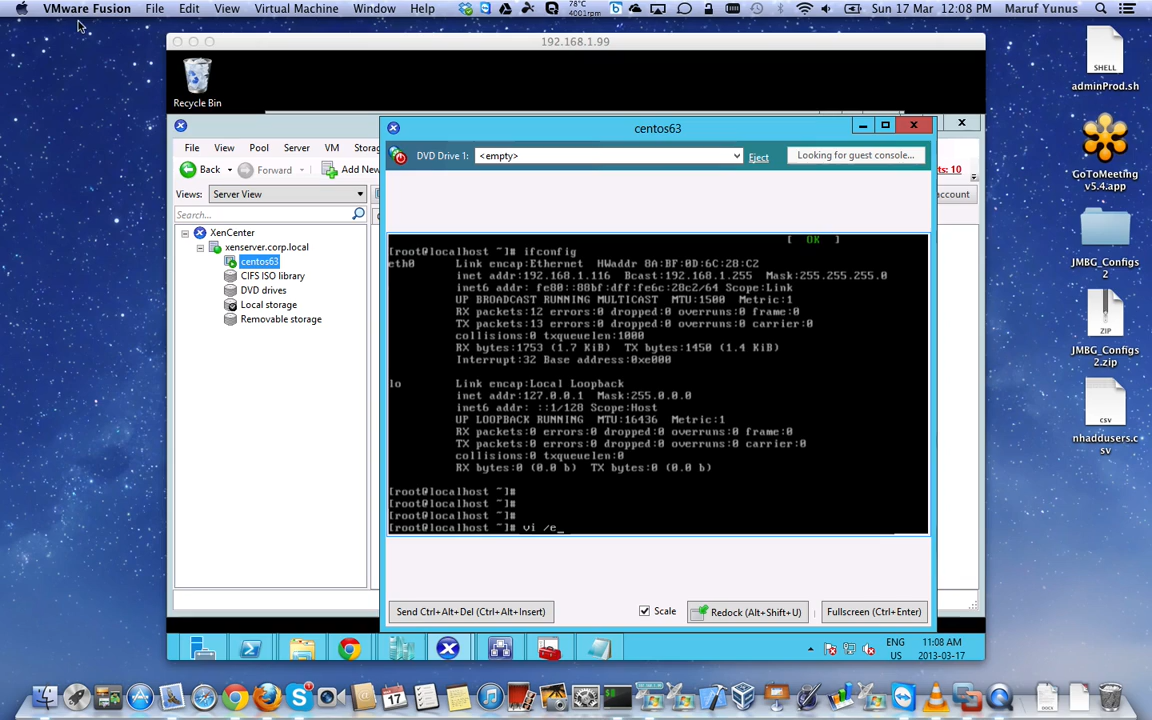 VMware Fusion File Edit View Virtual Machine Window Help 78°C 4001rpm Sun 17 Mar 12:08 PM Maruf Yunus
192.168.1.99
Recycle Bin
SHELL
adminProd.sh
GoToMeeting v5.4.app
JMBG_Configs 2
ZIP
JMBG_Configs 2.zip
CSV
nhaddusers.csv
File View Pool Server VM Storag
Back Forward Add New
ts: 10
Views: Server View
ccount
Search...
XenCenter
xenserver.corp.local
centos63
CIFS ISO library
DVD drives
Local storage
Removable storage
centos63
DVD Drive 1: <empty> Eject Looking for guest console...
[ OK ]
[root@localhost ~]# ifconfig
eth0 Link encap:Ethernet HWaddr 8A:BF:0D:6C:28:C2
inet addr:192.168.1.116 Bcast:192.168.1.255 Mask:255.255.255.0
inet6 addr: fe80::88bf:dff:fe6c:28c2/64 Scope:Link
UP BROADCAST RUNNING MULTICAST MTU:1500 Metric:1
RX packets:12 errors:0 dropped:0 overruns:0 frame:0
TX packets:13 errors:0 dropped:0 overruns:0 carrier:0
collisions:0 txqueuelen:1000
RX bytes:1753 (1.7 KiB) TX bytes:1450 (1.4 KiB)
Interrupt:32 Base address:0xe000
lo Link encap:Local Loopback
inet addr:127.0.0.1 Mask:255.0.0.0
inet6 addr: ::1/128 Scope:Host
UP LOOPBACK RUNNING MTU:16436 Metric:1
RX packets:0 errors:0 dropped:0 overruns:0 frame:0
TX packets:0 errors:0 dropped:0 overruns:0 carrier:0
collisions:0 txqueuelen:0
RX bytes:0 (0.0 b) TX bytes:0 (0.0 b)
[root@localhost ~]#
[root@localhost ~]#
[root@localhost ~]#
[root@localhost ~]# vi /e_
Send Ctrl+Alt+Del (Ctrl+Alt+Insert) Scale Redock (Alt+Shift+U) Fullscreen (Ctrl+Enter)
ENG 11:08 AM
US 2013-03-17